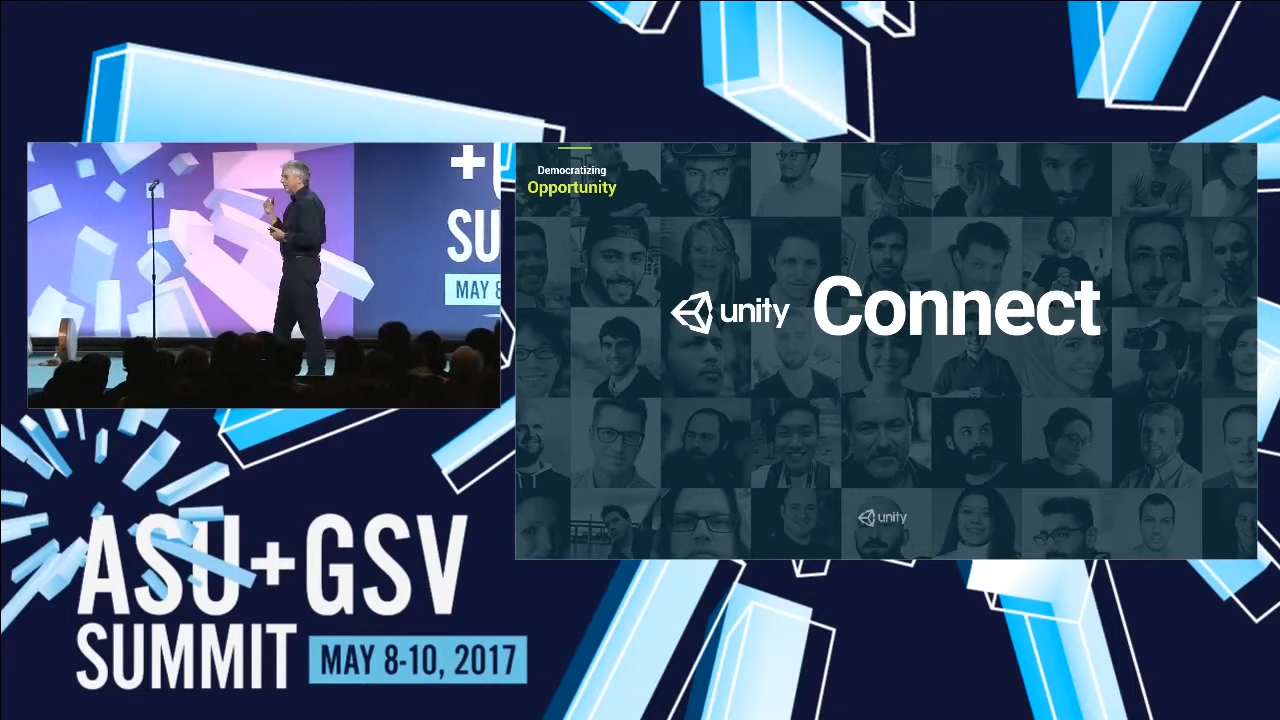 +
SU
MAY 8
Democratizing
Opportunity
unity Connect
unity
ASU+GSV
SUMMIT MAY 8-10, 2017